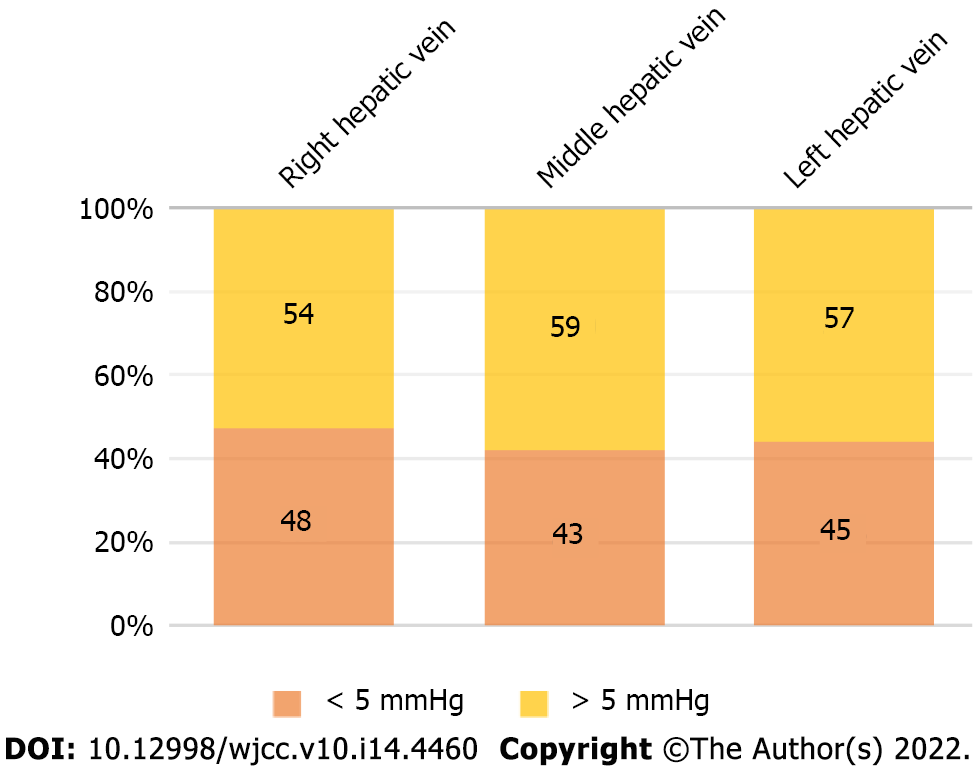 Right hepatic vein
Middle hepatic vein
Left hepatic vein
100%
80%
60%
40%
20%
0%
54
59
57
48
43
45
< 5 mmHg
> 5 mmHg
DOI: 10.12998/wjcc.v10.i14.4460 Copyright ©The Author(s) 2022.